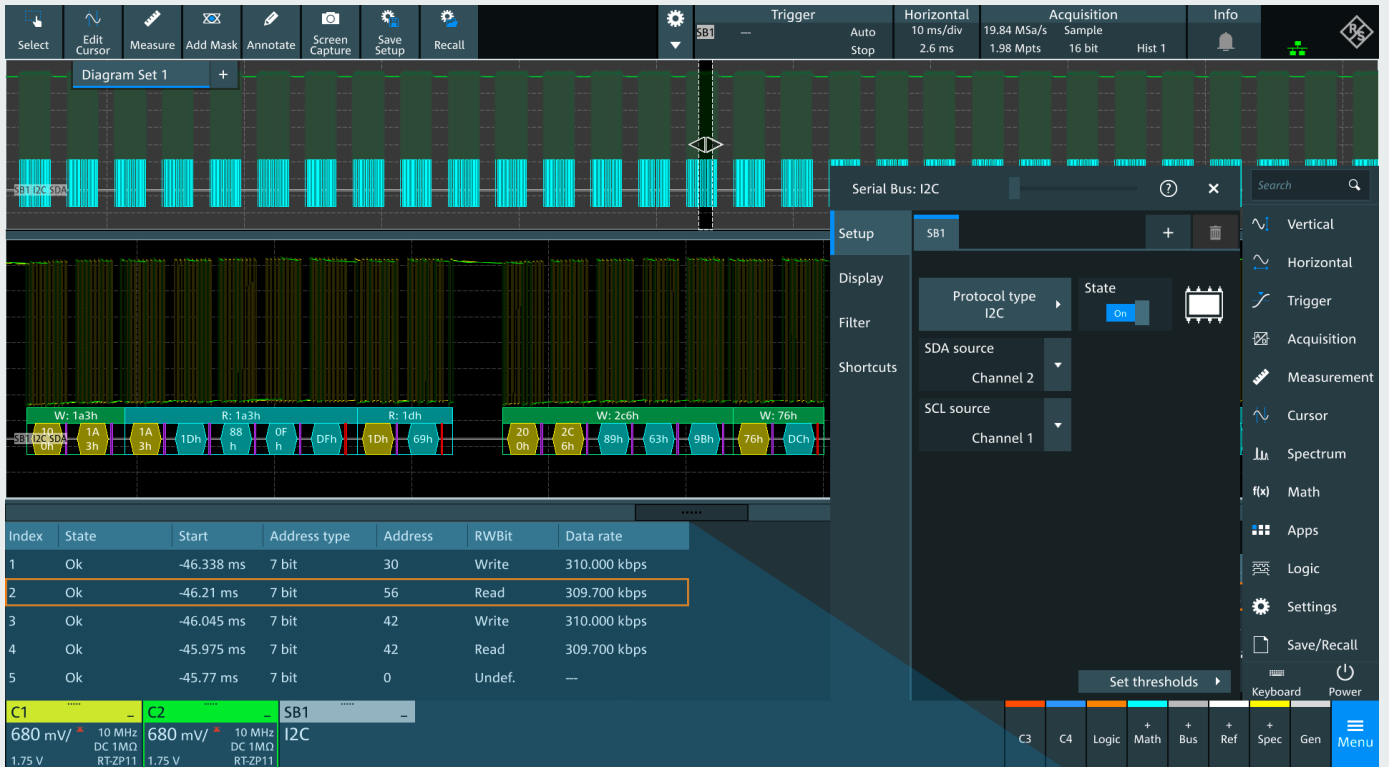 Select
Edit
Cursor
Measure
Add Mask
Annotate
Screen
Capture
Save
Setup
Recall
SB1
Trigger
---
Auto
Stop
Horizontal
10 ms/div
2.6 ms
Acquisition
19.84 MSa/s Sample
1.98 Mpts 16 bit Hist 1
Info
R S
Diagram Set 1 +
SB1 I2C SDA
W: 1a3h R: 1a3h R: 1dh W: 2c6h W: 76h
SB1 I2C SDA
10
0h
1A
3h
1A
3h
1Dh
88
h
0F
h
DFh
1Dh
69h
20
0h
2C
6h
89h
63h
9Bh
76h
DCh
Index State Start Address type Address RWBit Data rate
1 Ok -46.338 ms 7 bit 30 Write 310.000 kbps
2 Ok -46.21 ms 7 bit 56 Read 309.700 kbps
3 Ok -46.045 ms 7 bit 42 Write 310.000 kbps
4 Ok -45.975 ms 7 bit 42 Read 309.700 kbps
5 Ok -45.77 ms 7 bit 0 Undef. ---
Serial Bus: I2C ?
Setup
Display
Filter
Shortcuts
SB1 +
Protocol type
I2C
State
On
SDA source
Channel 2
SCL source
Channel 1
Set thresholds
Search
Vertical
Horizontal
Trigger
Acquisition
Measurement
Cursor
Spectrum
f(x) Math
Apps
Logic
Settings
Save/Recall
Keyboard
Power
C1
680 mV/ 10 MHz
DC 1MΩ
1.75 V RT-ZP11
C2
680 mV/ 10 MHz
DC 1MΩ
1.75 V RT-ZP11
SB1
I2C
C3
C4
Logic
+
Math
+
Bus
+
Ref
+
Spec
Gen
Menu